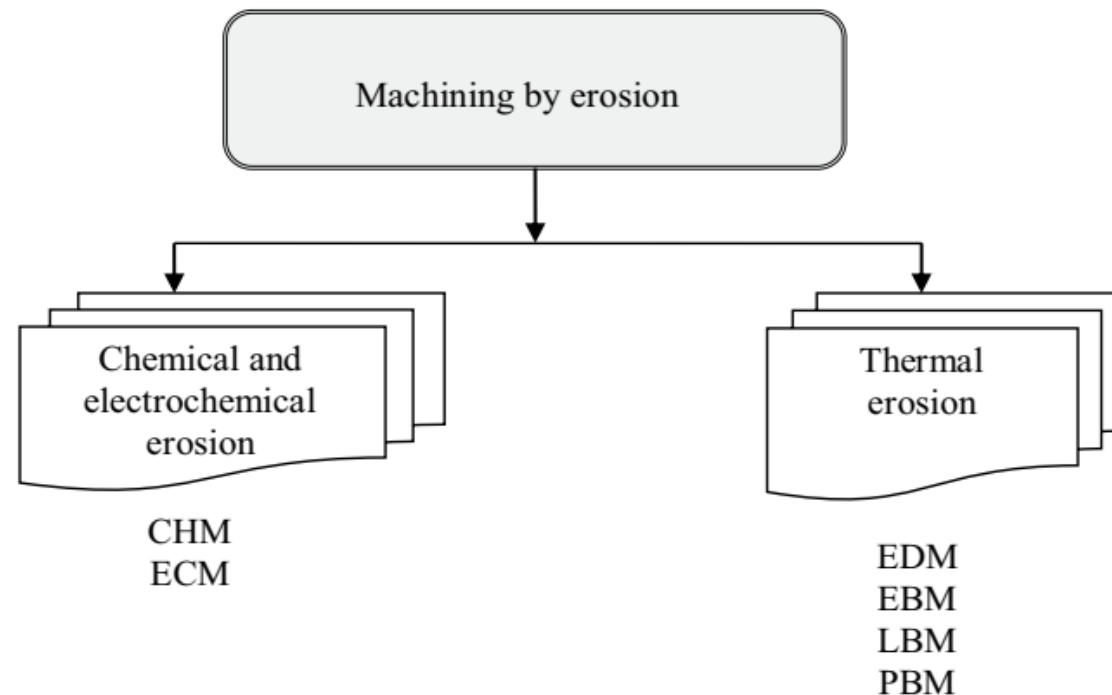 Machining by erosion
Chemical and
electrochemical
erosion
CHM
ECM
Thermal
erosion
EDM
EBM
LBM
PBM